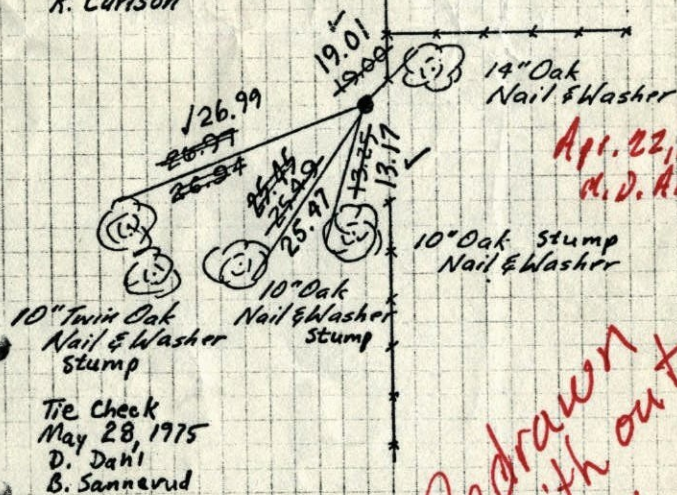 R. Carlson
19.01
19.00
14" Oak
Nail & Washer
26.99
26.97
26.94
25.45
25.49
25.47
13.25
13.17
Apr. 22,
10" Oak Stump
Nail & Washer
10" Oak
Nail & Washer
Stump
10" Twin Oak
Nail & Washer
Stump
Redrawn
with out
Tie Check
May 28, 1975
D. Dahl
B. Sannerud